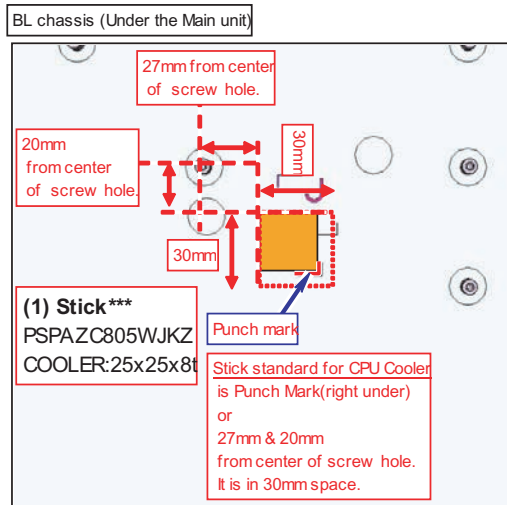 BL chassis (Under the Main unit)
27mm from center
of screw hole.
20mm
from center
of screw hole.
30mm
30mm
(1) Stick***
PSPAZC805WJKZ
COOLER:25x25x8t
Punch mark
Stick standard for CPU Cooler
is Punch Mark(right under)
or
27mm & 20mm
from center of screw hole.
It is in 30mm space.